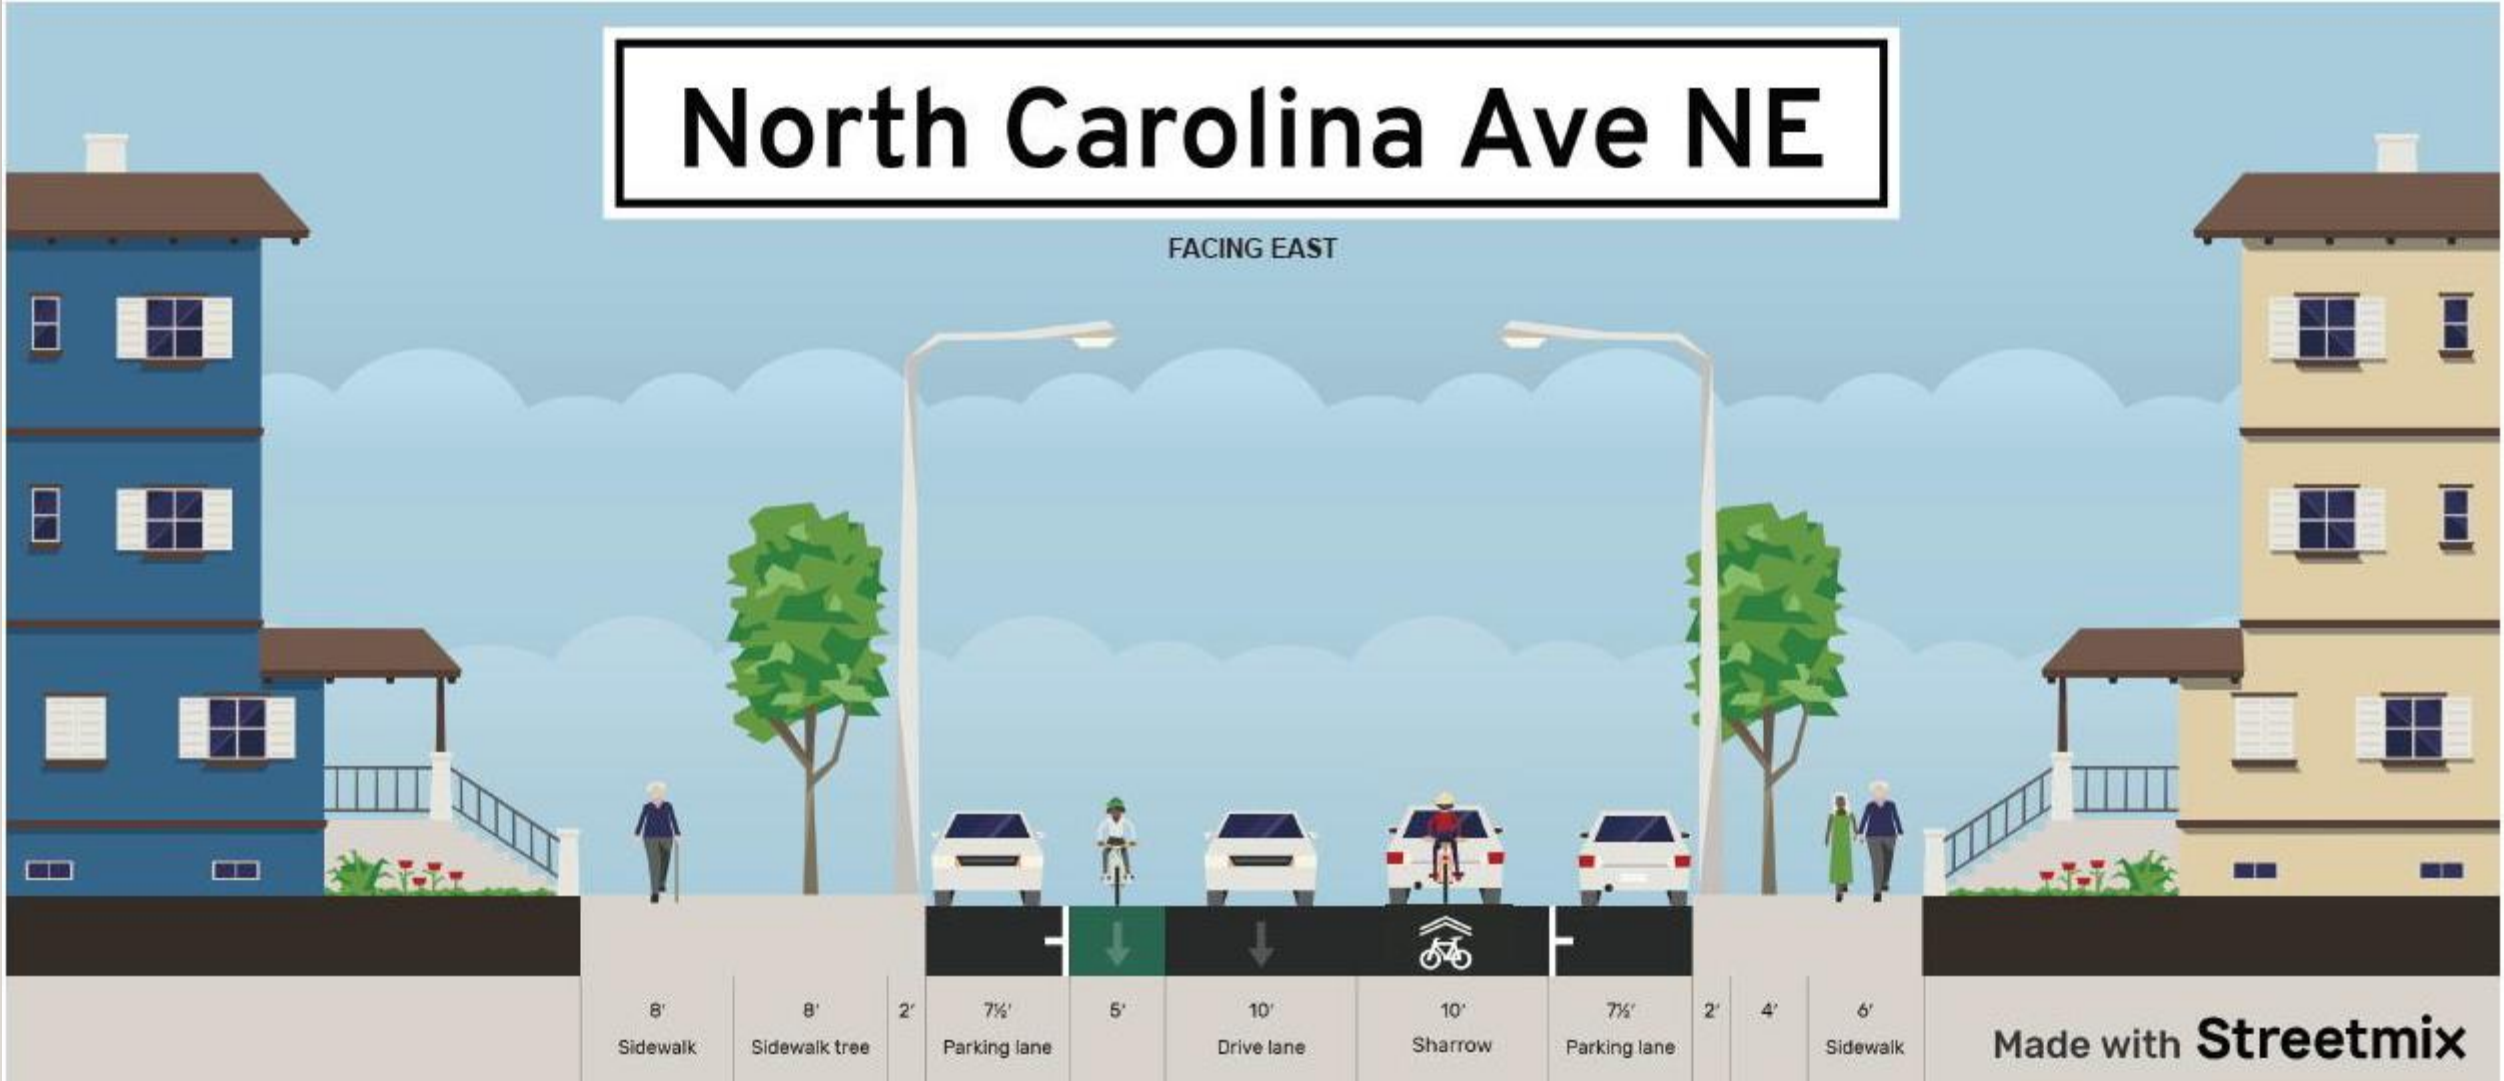 North Carolina Ave NE
FACING EAST
8' 8' 2' 7½' 5' 10' 10' 7½' 2' 4' 6'
Sidewalk Sidewalk tree Parking lane Drive lane Sharrow Parking lane Sidewalk
Made with Streetmix